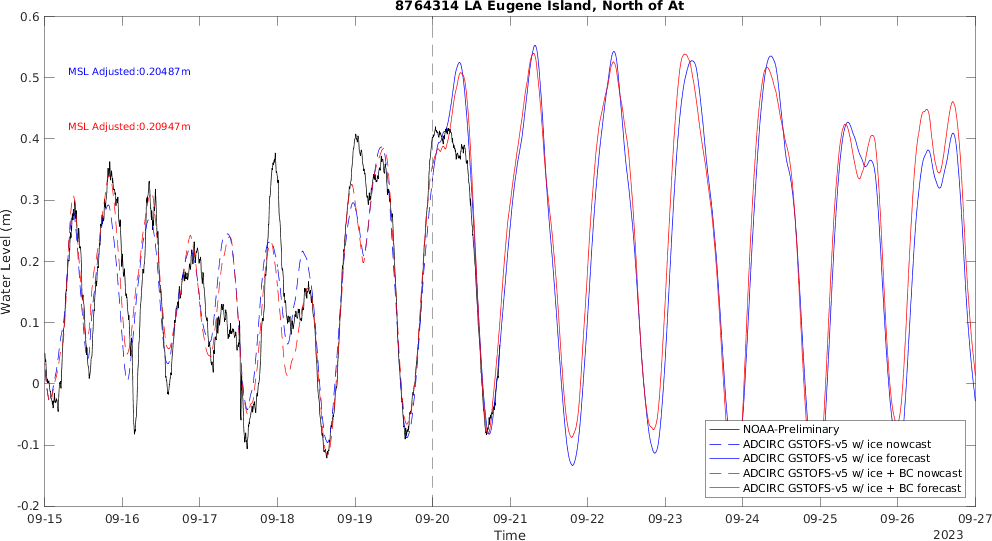 8764314 LA Eugene Island, North of At
0.6
0.5
0.4
0.3
0.2
0.1
0
-0.1
-0.2
Water Level (m)
MSL Adjusted:0.20487m
MSL Adjusted:0.20947m
NOAA-Preliminary
ADCIRC GSTOFS-v5 w/ ice nowcast
ADCIRC GSTOFS-v5 w/ ice forecast
ADCIRC GSTOFS-v5 w/ ice + BC nowcast
ADCIRC GSTOFS-v5 w/ ice + BC forecast
09-15 09-16 09-17 09-18 09-19 09-20 09-21 09-22 09-23 09-24 09-25 09-26 09-27
Time
2023